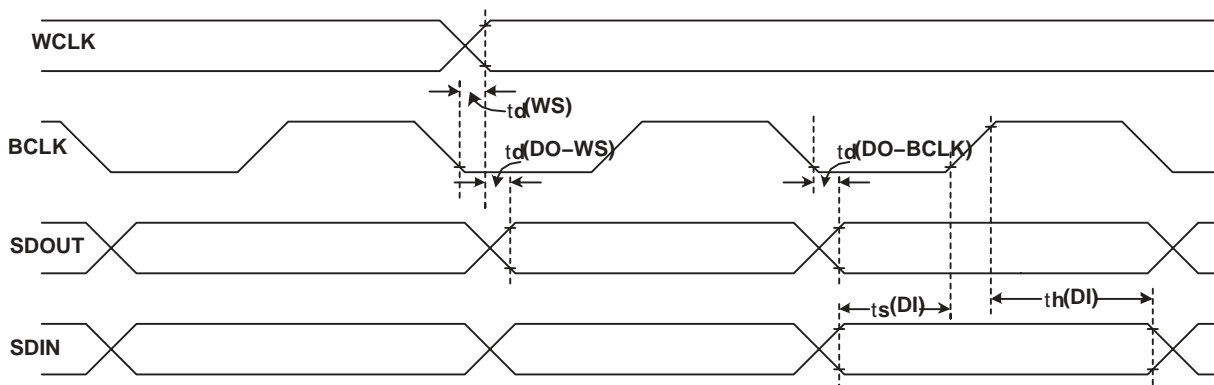 WCLK
td(WS)
BCLK
td(DO−WS)
td(DO−BCLK)
SDOUT
ts(DI)
th(DI)
SDIN